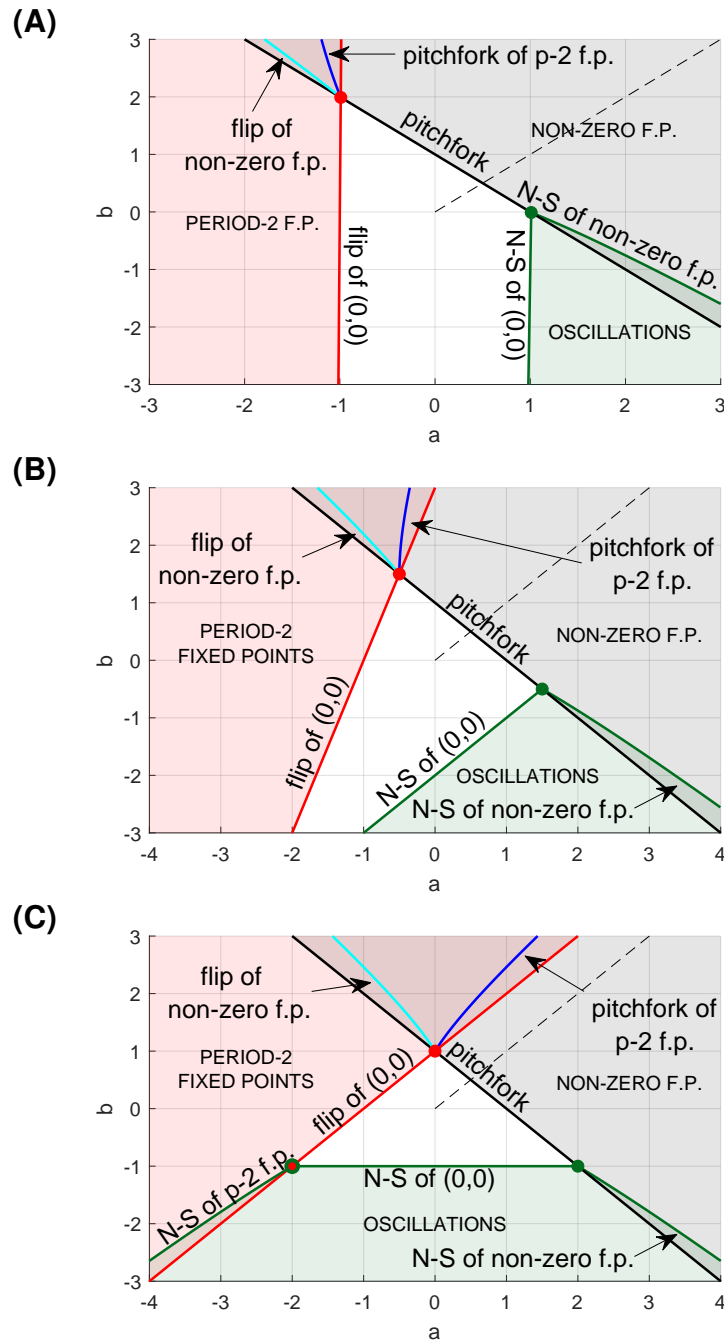 (A)
3
2
1
0
-1
-2
-3
b
pitchfork of p-2 f.p.
flip of
non-zero f.p.
pitchfork
NON-ZERO F.P.
PERIOD-2 F.P.
N-S of non-zero f.p.
flip of (0,0)
N-S of (0,0)
OSCILLATIONS
-3 -2 -1 0 1 2 3
a
(B)
3
2
1
0
-1
-2
-3
b
flip of
non-zero f.p.
pitchfork of
p-2 f.p.
pitchfork
PERIOD-2
FIXED POINTS
NON-ZERO F.P.
flip of (0,0)
N-S of (0,0)
OSCILLATIONS
N-S of non-zero f.p.
-4 -3 -2 -1 0 1 2 3 4
a
(C)
3
2
1
0
-1
-2
-3
b
flip of
non-zero f.p.
pitchfork of
p-2 f.p.
pitchfork
PERIOD-2
FIXED POINTS
NON-ZERO F.P.
flip of (0,0)
N-S of p-2 f.p.
N-S of (0,0)
OSCILLATIONS
N-S of non-zero f.p.
-4 -3 -2 -1 0 1 2 3 4
a